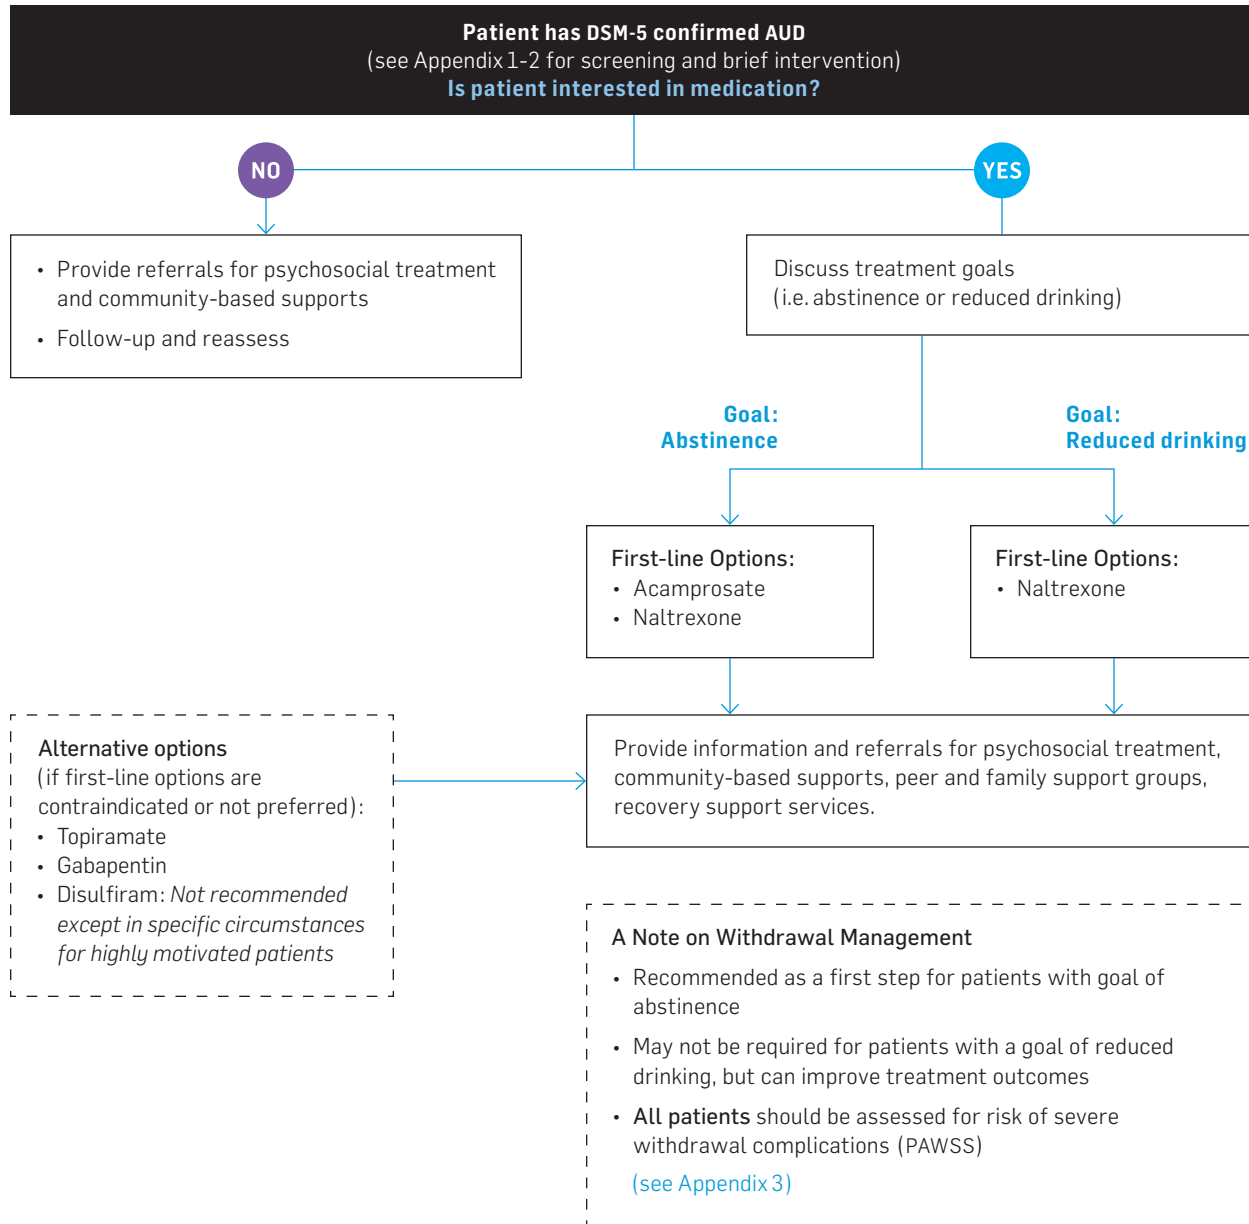 Patient has DSM-5 confirmed AUD
(see Appendix 1-2 for screening and brief intervention)
Is patient interested in medication?
NO
YES
• Provide referrals for psychosocial treatment
and community-based supports
• Follow-up and reassess
Discuss treatment goals
(i.e. abstinence or reduced drinking)
Goal:
Abstinence
Goal:
Reduced drinking
First-line Options:
• Acamprosate
• Naltrexone
First-line Options:
• Naltrexone
Alternative options
(if first-line options are
contraindicated or not preferred):
• Topiramate
• Gabapentin
• Disulfiram: Not recommended
except in specific circumstances
for highly motivated patients
Provide information and referrals for psychosocial treatment,
community-based supports, peer and family support groups,
recovery support services.
A Note on Withdrawal Management
• Recommended as a first step for patients with goal of
abstinence
• May not be required for patients with a goal of reduced
drinking, but can improve treatment outcomes
• All patients should be assessed for risk of severe
withdrawal complications (PAWSS)
(see Appendix 3)